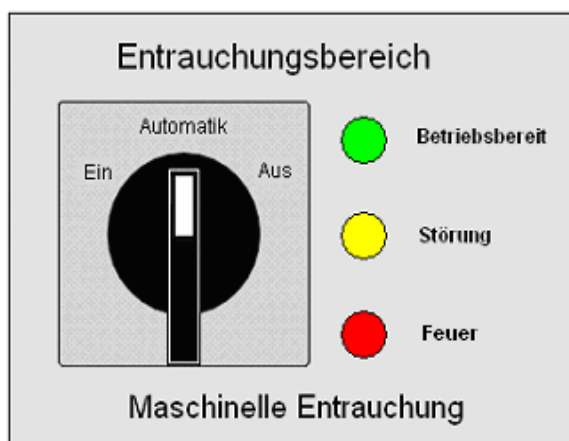 Entrauchungsbereich
Automatik
Ein
Aus
Betriebsbereit
Störung
Feuer
Maschinelle Entrauchung